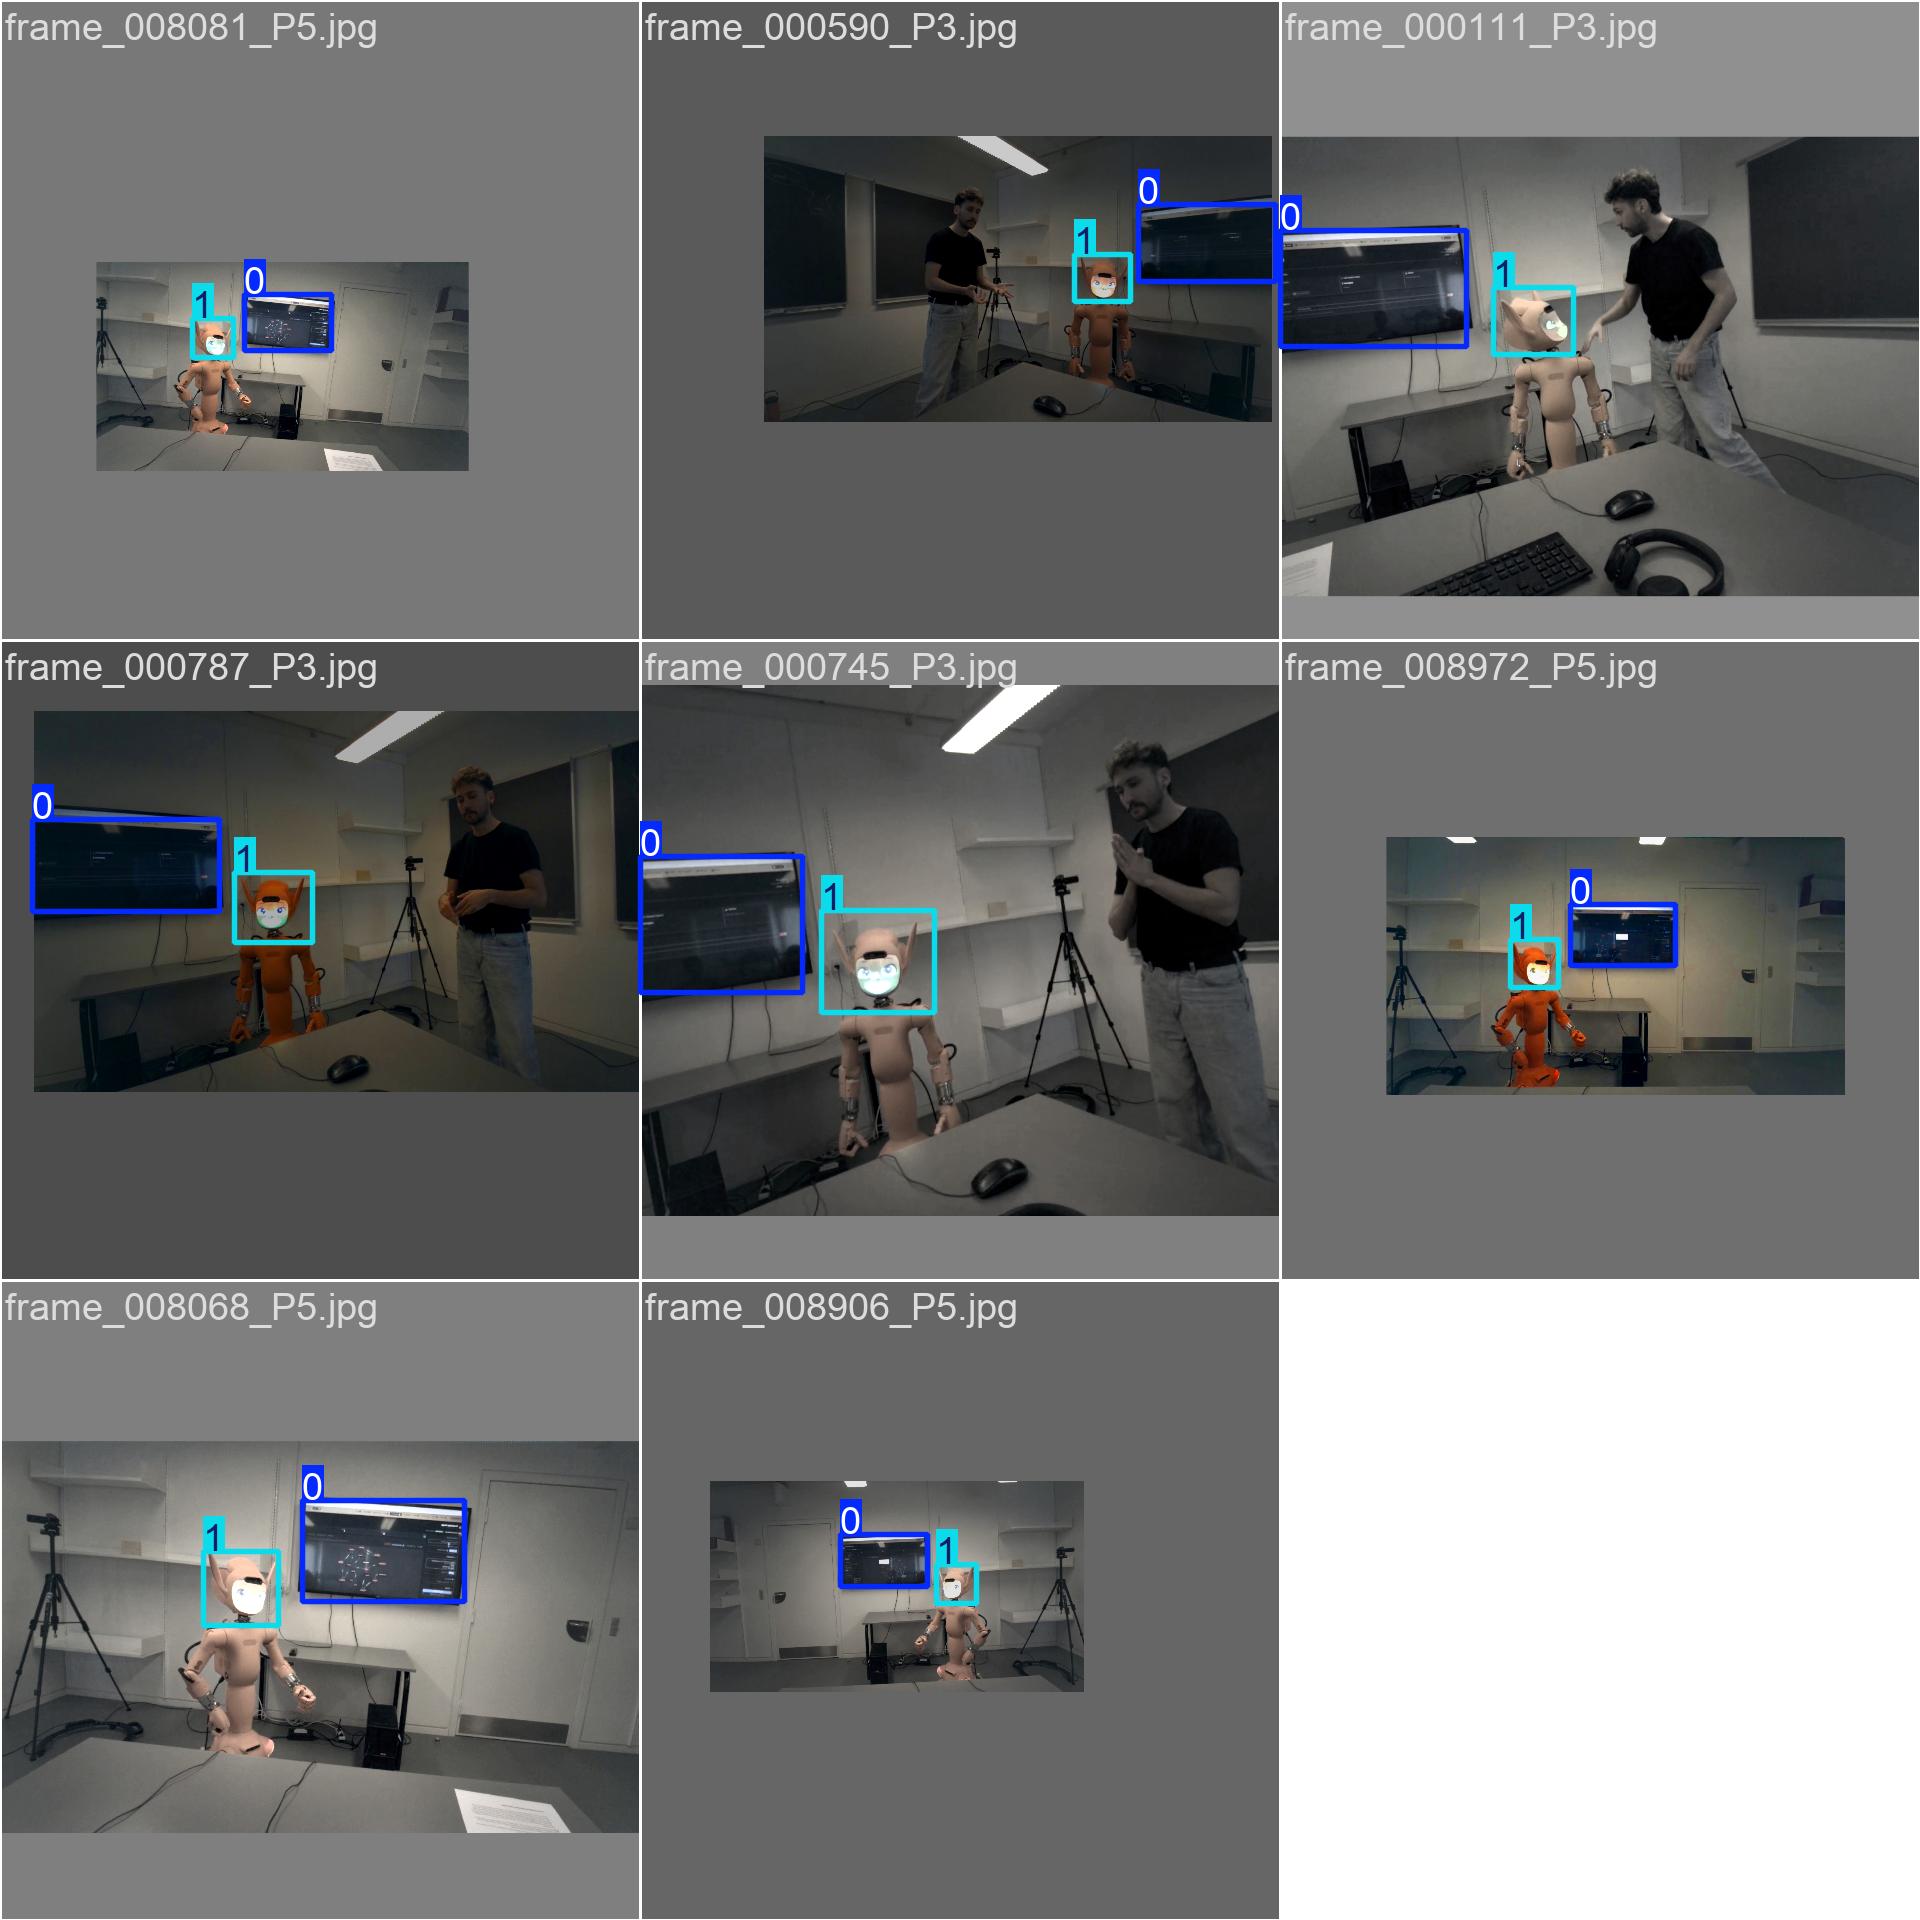 frame_008081_P5.jpg
frame_000590_P3.jpg
frame_000111_P3.jpg
1
0
1
0
0
1
frame_000787_P3.jpg
frame_000745_P3.jpg
frame_008972_P5.jpg
0
1
0
1
1
0
frame_008068_P5.jpg
frame_008906_P5.jpg
1
0
0
1